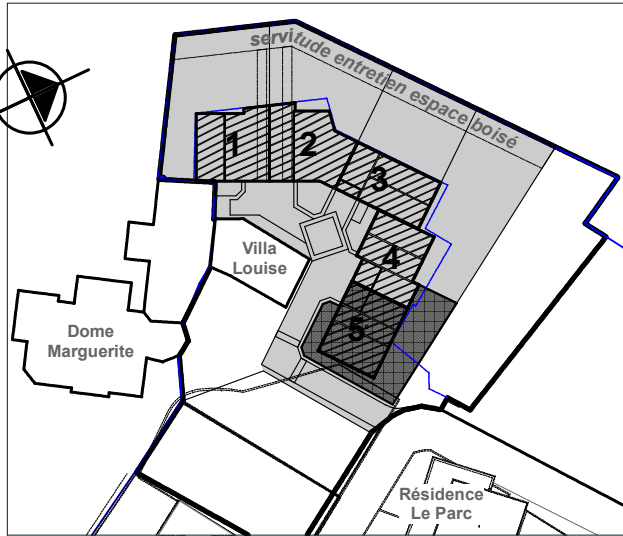 servitude entretien espace boisé
1
2
3
4
5
Villa
Louise
Dome
Marguerite
Résidence
Le Parc